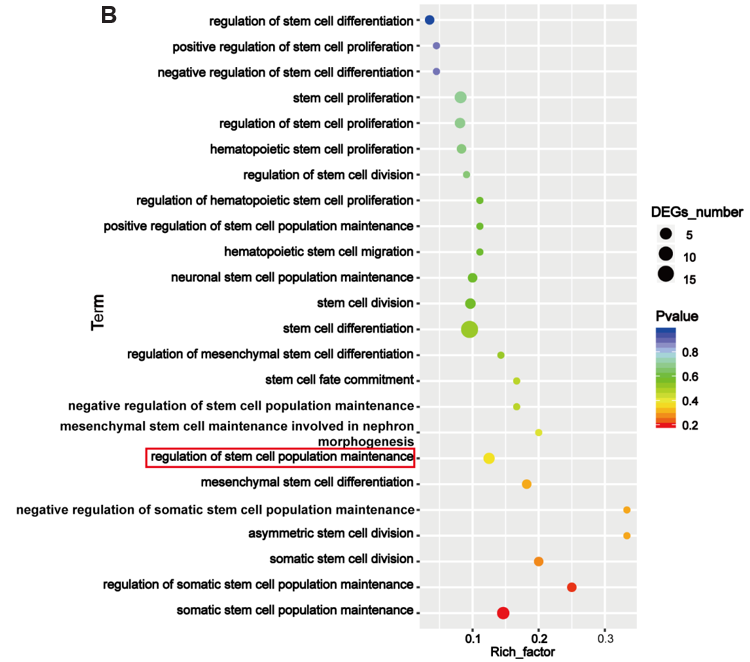 B
regulation of stem cell differentiation
positive regulation of stem cell proliferation
negative regulation of stem cell differentiation
stem cell proliferation
regulation of stem cell proliferation
hematopoietic stem cell proliferation
regulation of stem cell division
regulation of hematopoietic stem cell proliferation
positive regulation of stem cell population maintenance
hematopoietic stem cell migration
neuronal stem cell population maintenance
stem cell division
stem cell differentiation
regulation of mesenchymal stem cell differentiation
stem cell fate commitment
negative regulation of stem cell population maintenance
mesenchymal stem cell maintenance involved in nephron
morphogenesis
regulation of stem cell population maintenance
mesenchymal stem cell differentiation
negative regulation of somatic stem cell population maintenance
asymmetric stem cell division
somatic stem cell division
regulation of somatic stem cell population maintenance
somatic stem cell population maintenance
Term
0.1 0.2 0.3
Rich_factor
DEGs_number
5
10
15
Pvalue
0.8
0.6
0.4
0.2